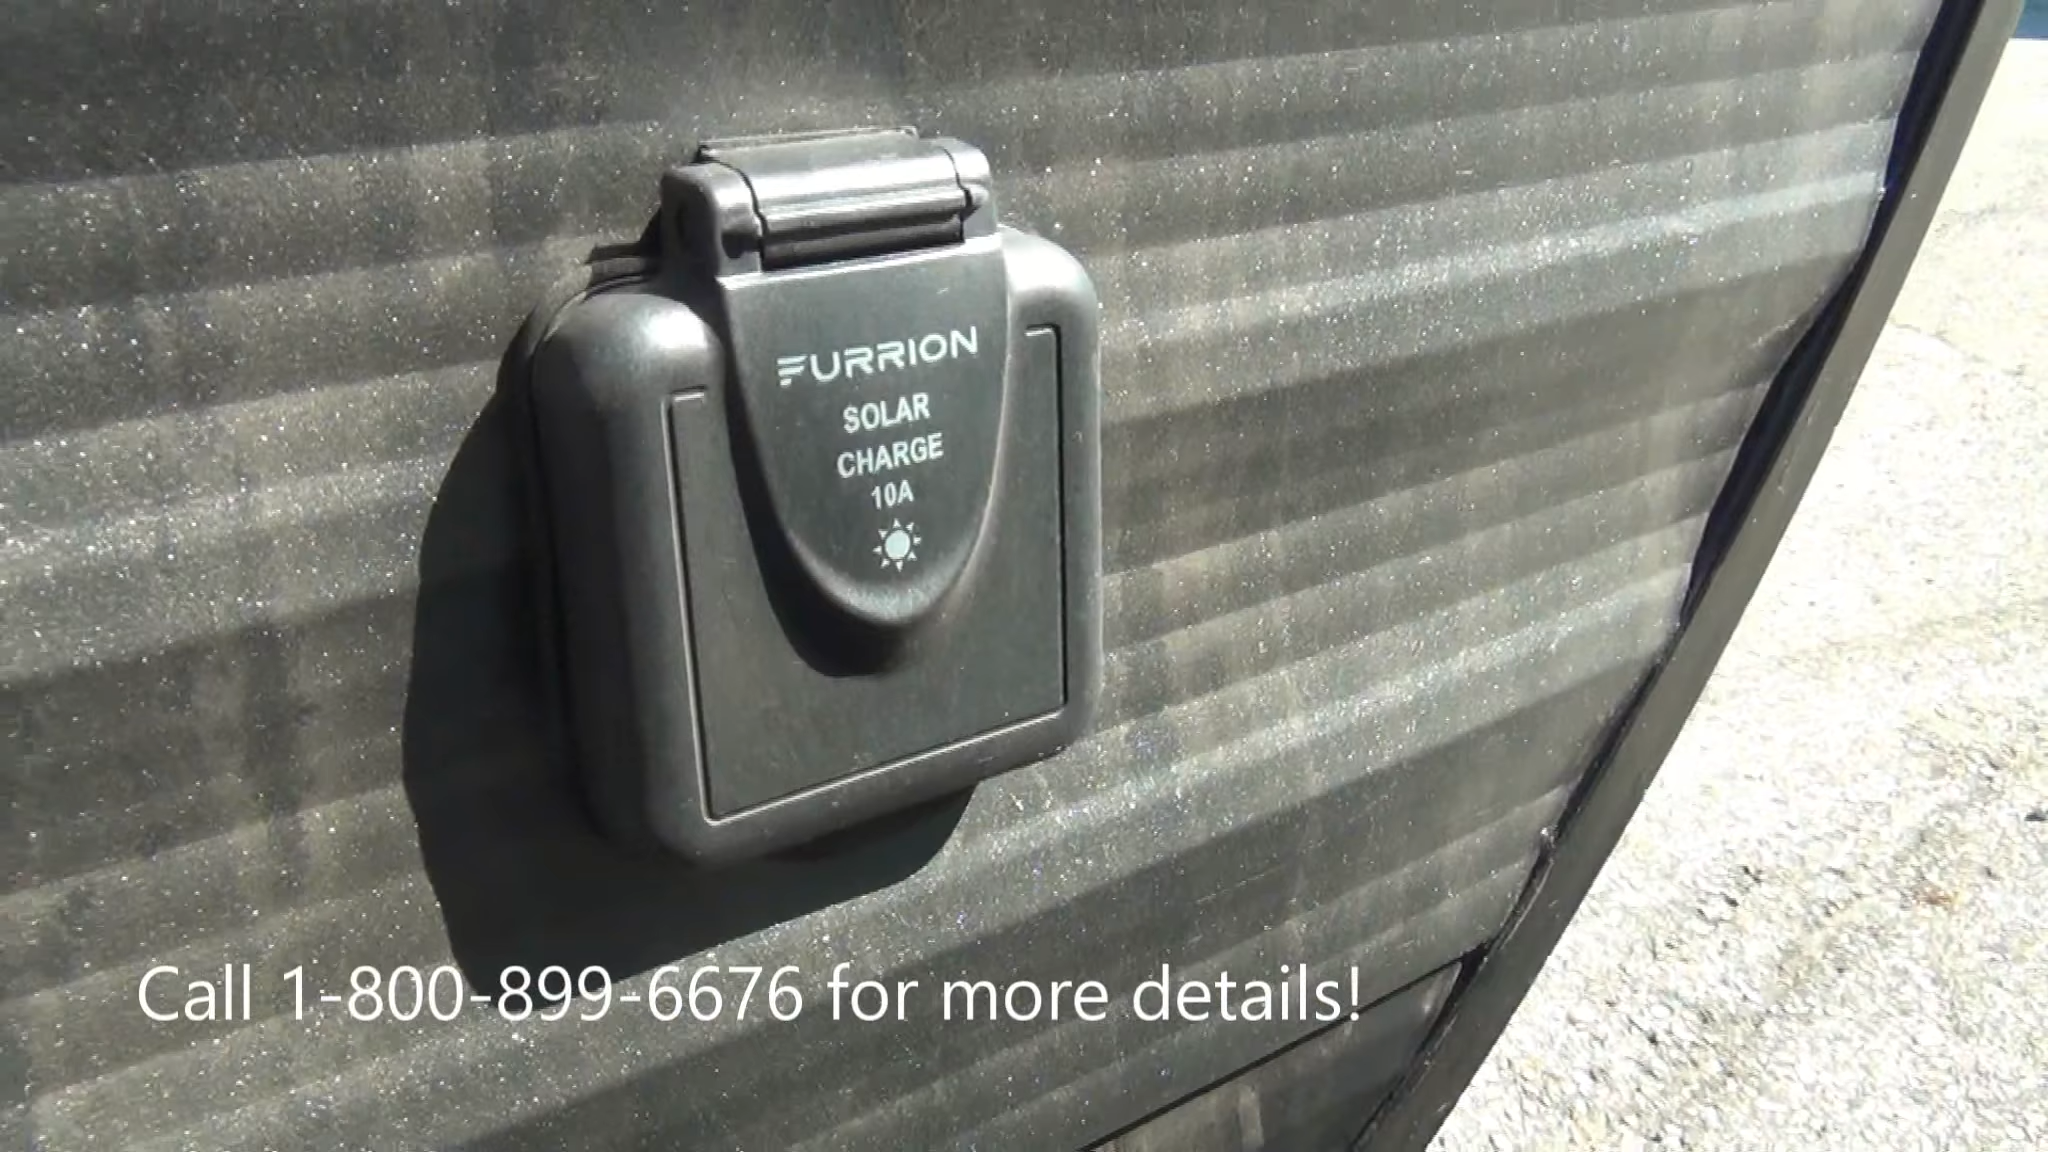 FURRION
SOLAR
CHARGE
10A
Call 1-800-899-6676 for more details!